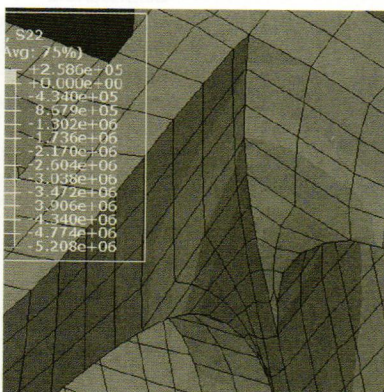 , S22
Avg: 75%)
+2.586e+05
+0.000e+00
-4.340e+05
8.679e+05
-1.302e+06
-1.736e+06
-2.170e+06
-2.604e+06
-3.038e+06
-3.472e+06
3.906e+06
4.340e+06
-4.774e+06
-5.208e+06